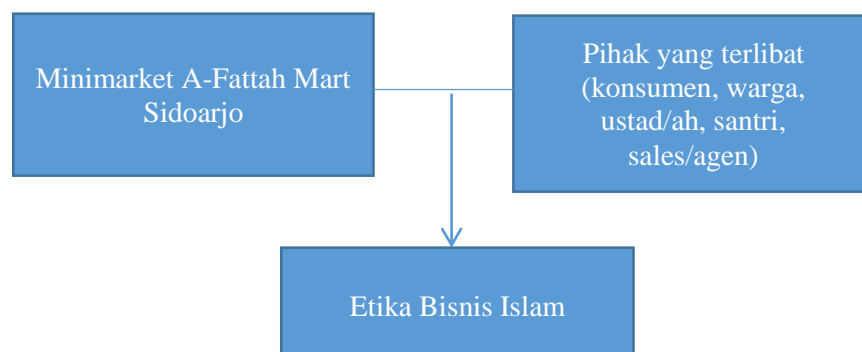 Minimarket A-Fattah Mart
Sidoarjo
Pihak yang terlibat
(konsumen, warga,
ustad/ah, santri,
sales/agen)
Etika Bisnis Islam